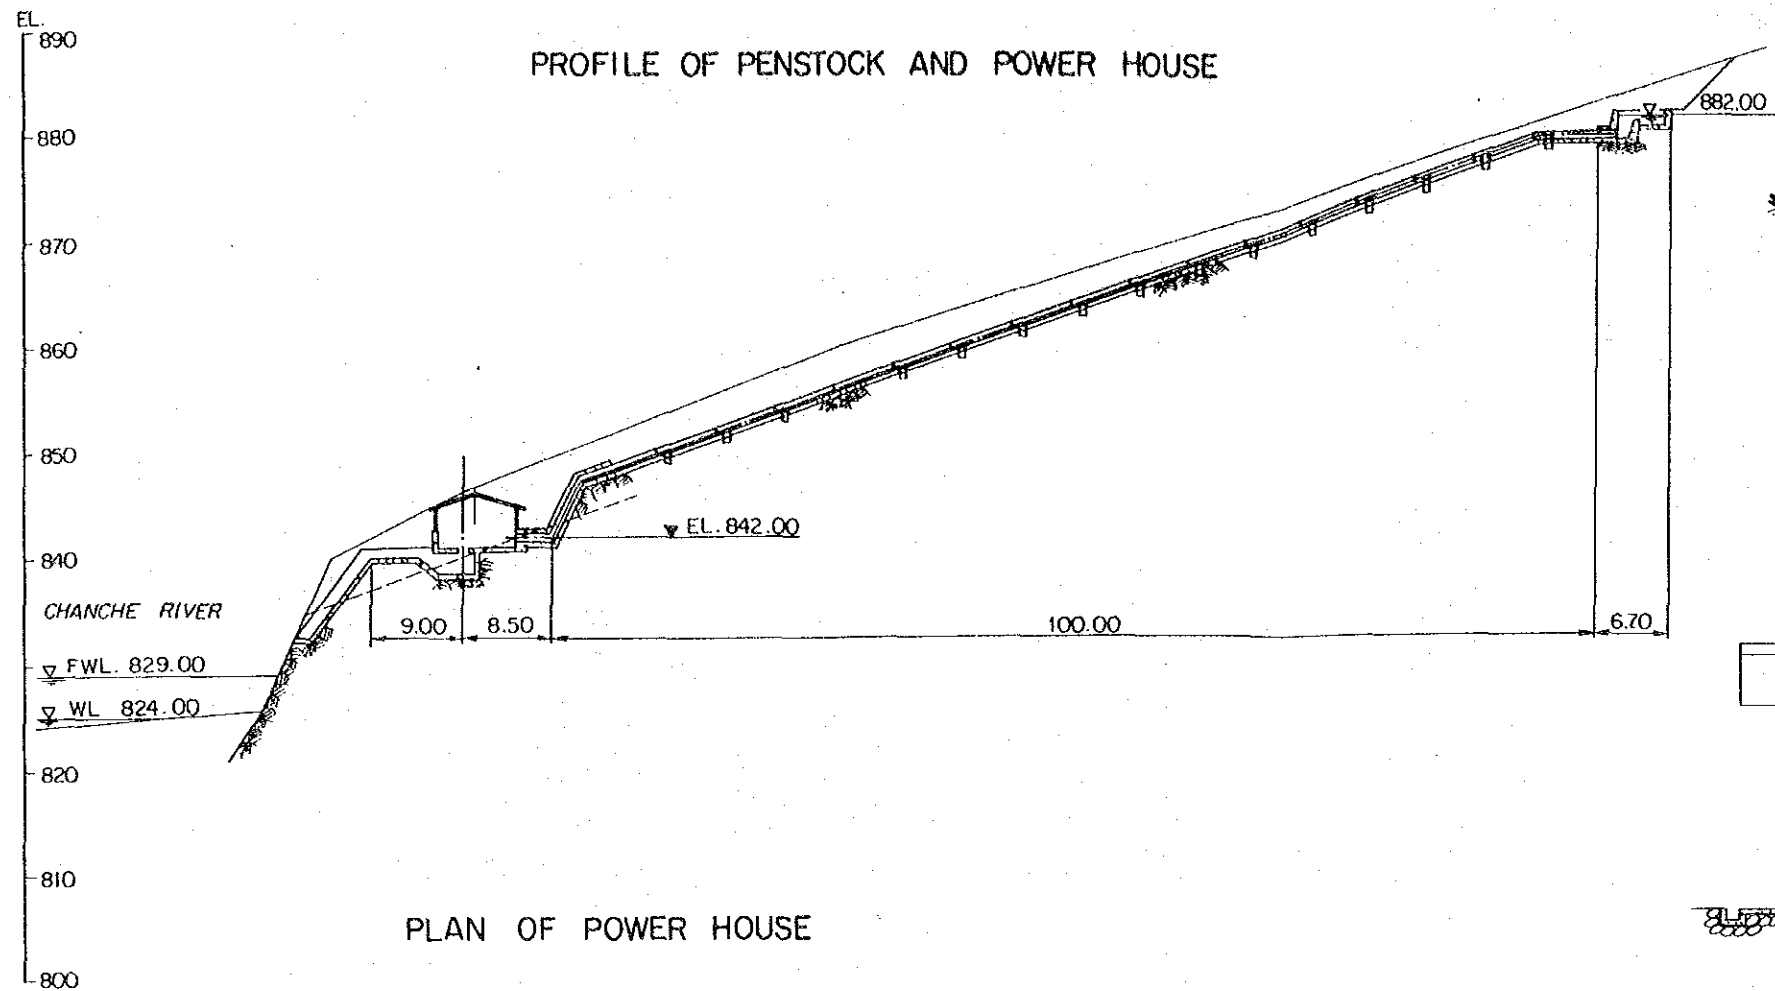 EL.
890
PROFILE OF PENSTOCK AND POWER HOUSE
882.00
880
870
860
850
EL. 842.00
840
CHANCHE RIVER
9.00 8.50 100.00 6.70
FWL. 829.00
WL 824.00
820
810
PLAN OF POWER HOUSE
800